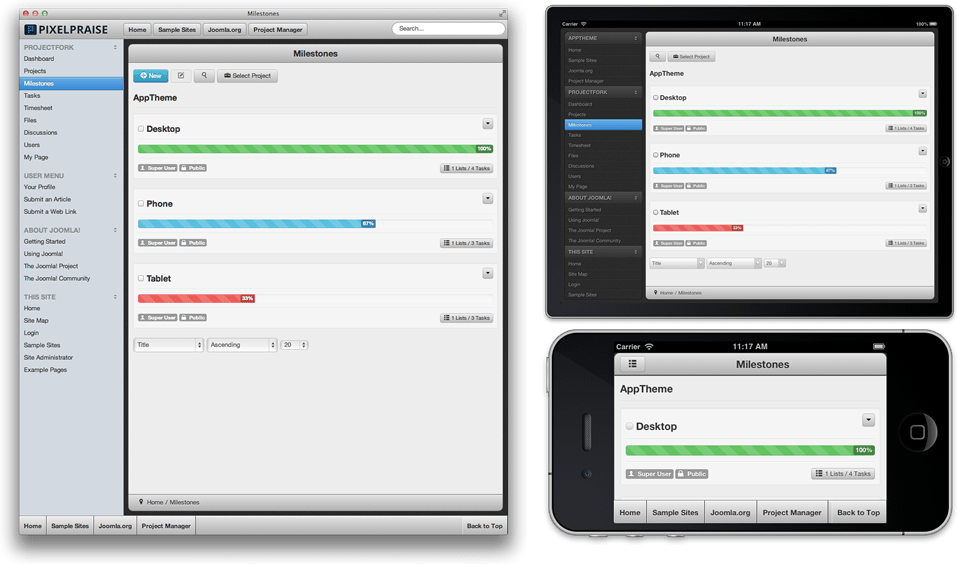 Milestones
PIXELPRAISE
Home Sample Sites Joomla.org Project Manager
Search...
PROJECTFORK
Dashboard
Projects
Milestones
Tasks
Timesheet
Files
Discussions
Users
My Page
USER MENU
Your Profile
Submit an Article
Submit a Web Link
ABOUT JOOMLA!
Getting Started
Using Joomla!
The Joomla! Project
The Joomla! Community
THIS SITE
Home
Site Map
Login
Sample Sites
Site Administrator
Example Pages
Milestones
New Select Project
AppTheme
Desktop
100%
Super User Public 1 Lists / 4 Tasks
Phone
67%
Super User Public 1 Lists / 3 Tasks
Tablet
33%
Super User Public 1 Lists / 3 Tasks
Title Ascending 20
Home / Milestones
Home Sample Sites Joomla.org Project Manager Back to Top
Carrier 11:17 AM 100%
APPTHEME
Home
Sample Sites
Joomla.org
Project Manager
PROJECTFORK
Dashboard
Projects
Milestones
Tasks
Timesheet
Files
Discussions
Users
My Page
ABOUT JOOMLA!
Getting Started
Using Joomla!
The Joomla! Project
The Joomla! Community
THIS SITE
Home
Site Map
Login
Sample Sites
Milestones
Select Project
AppTheme
Desktop
100%
Super User Public 1 Lists / 4 Tasks
Phone
67%
Super User Public 1 Lists / 3 Tasks
Tablet
33%
Super User Public 1 Lists / 3 Tasks
Title Ascending 20
Home / Milestones
Carrier 11:17 AM
Milestones
AppTheme
Desktop
100%
Super User Public 1 Lists / 4 Tasks
Home Sample Sites Joomla.org Project Manager Back to Top